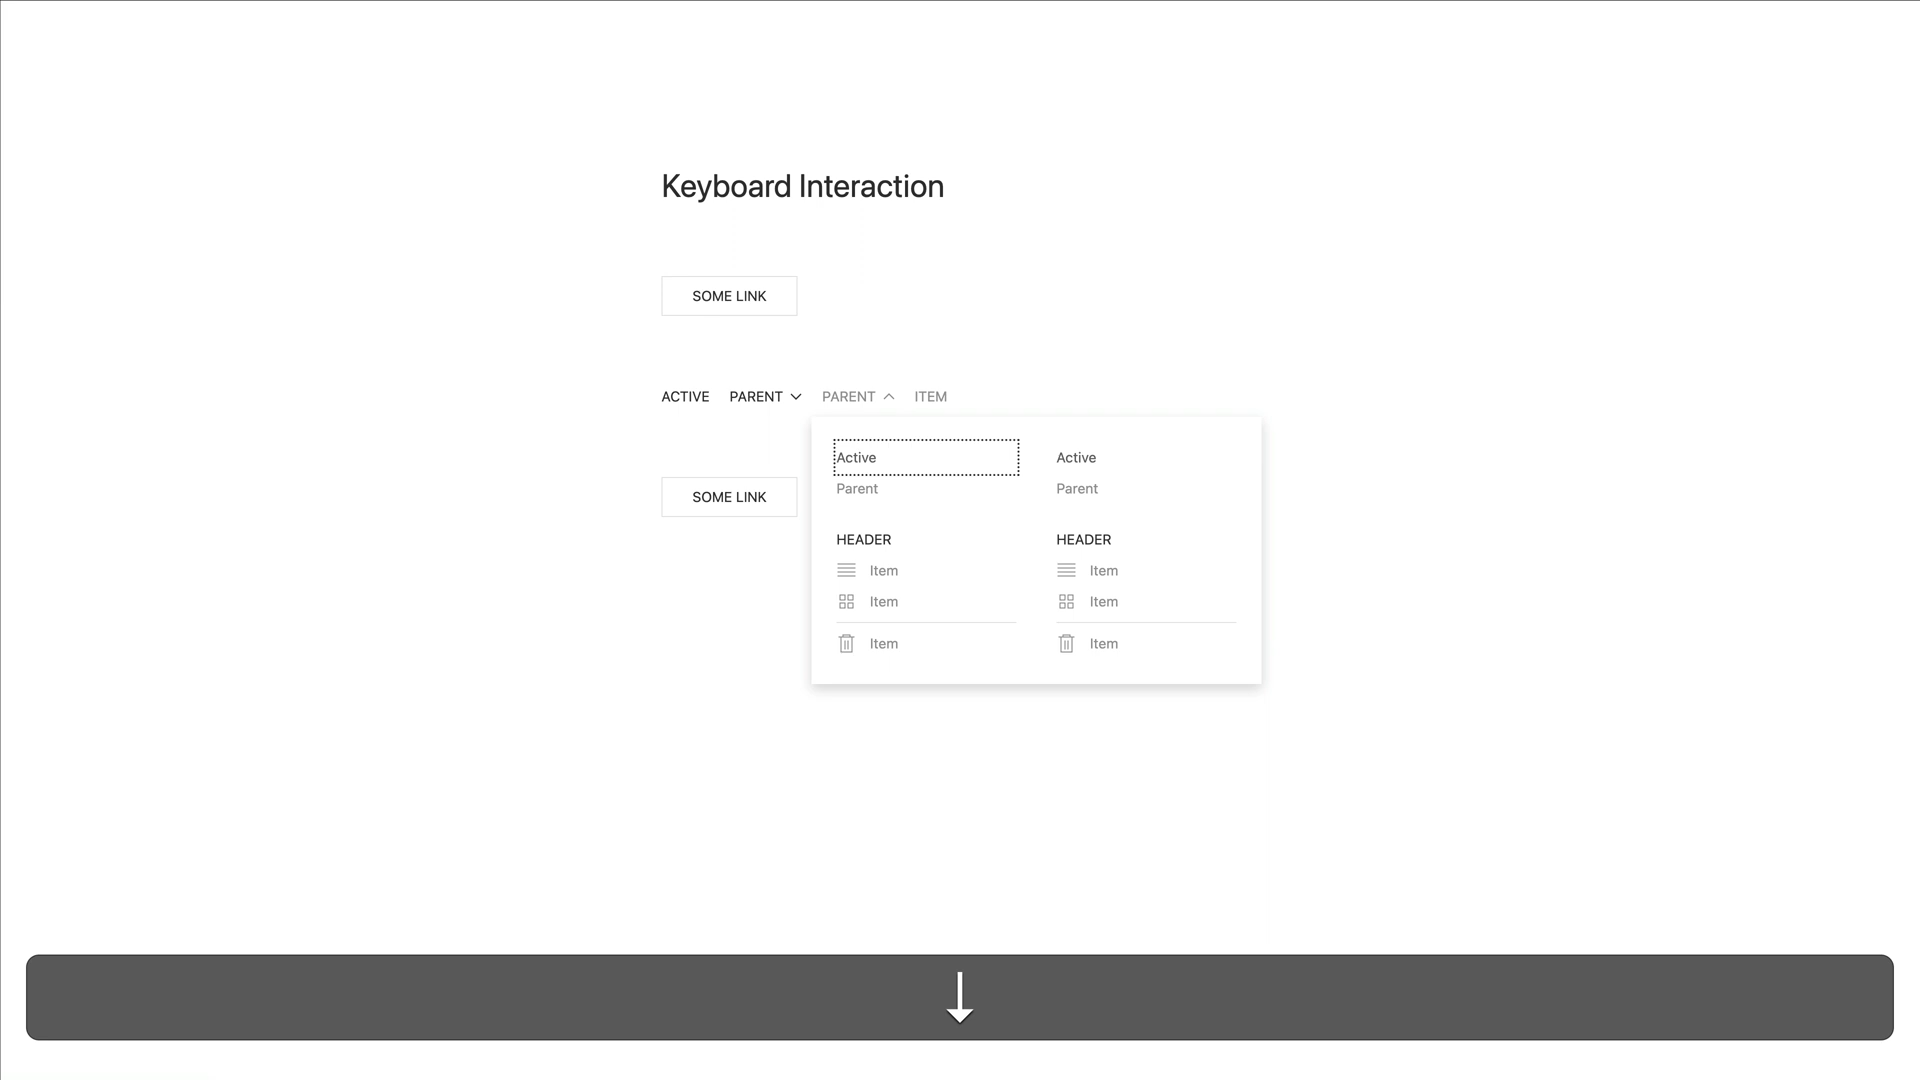 Keyboard Interaction
SOME LINK
ACTIVE PARENT PARENT ITEM
SOME LINK
Active
Parent
HEADER
Item
Item
Item
Active
Parent
HEADER
Item
Item
Item